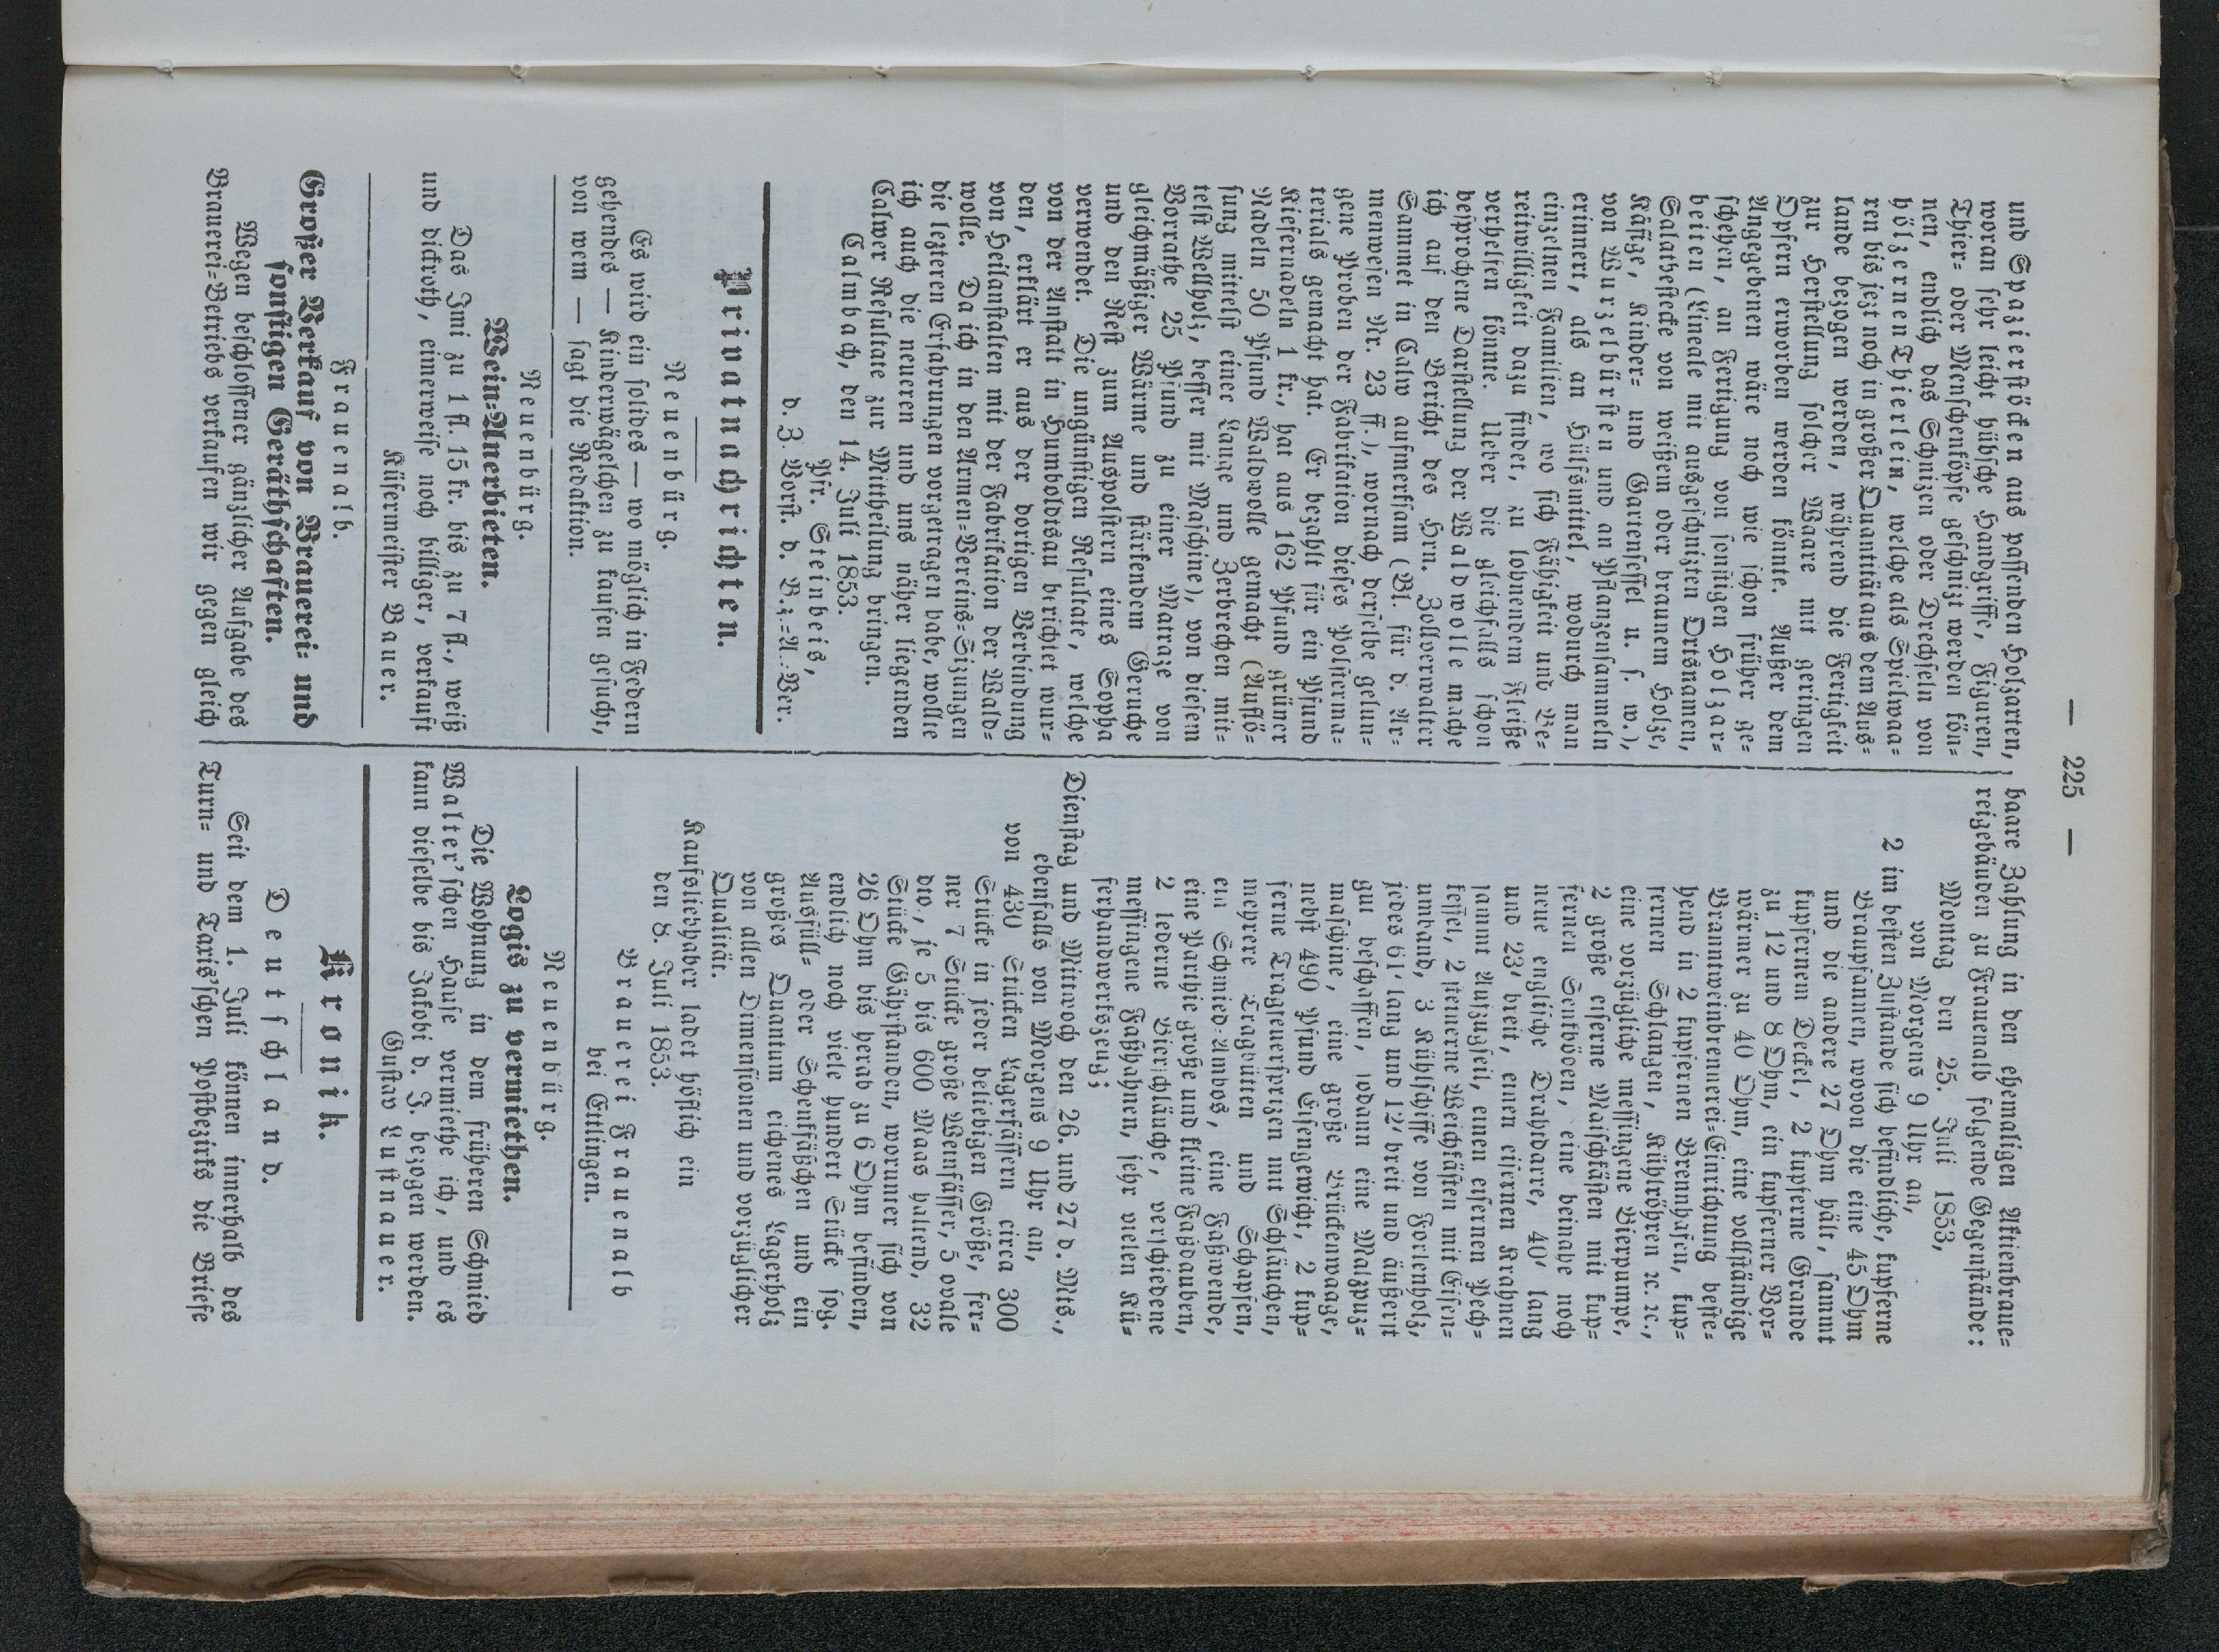 — 225 —
und Spazierstöcken aus passenden Holzarten,
woran sehr leicht hübsche Handgriffe, Figuren,
Thier- oder Menschenköpfe geschnizt werden kön-
nen, endlich das Schnizen oder Drechseln von
hölzernen Thierlein, welche als Spielwaa-
ren bis jezt noch in großer Quantität aus dem Aus-
lande bezogen werden, während die Fertigkeit
zur Herstellung solcher Waare mit geringen
Opfern erworben werden könnte. Außer dem
Angegebenen wäre noch wie schon früher ge-
schehen, an Fertigung von sonstigen Holzar-
beiten (Lineale mit ausgeschnizten Ortsnamen,
Salatbestecke von weißem oder braunem Holze,
Käfige, Kinder- und Gartensessel u. s. w.),
von Wurzelbürsten und an Pflanzensammeln
erinnert, als an Hülfsmittel, wodurch man
einzelnen Familien, wo sich Fähigkeit und Be-
reitwilligkeit dazu findet, zu lohnendem Fleiße
verhelfen könnte. Ueber die gleichfalls schon
besprochene Darstellung der Waldwolle mache
ich auf den Bericht des Hrn. Zollverwalter
Sammet in Calw aufmerksam (Bl. für d. Ar-
menwesen Nr. 23 ff.), wornach derselbe gelun-
gene Proben der Fabrikation dieses Polsterma-
terials gemacht hat. Er bezahlt für ein Pfund
Kiefernadeln 1 kr., hat aus 162 Pfund grüner
Nadeln 50 Pfund Waldwolle gemacht (Auflö-
sung mittelst einer Lauge und Zerbrechen mit-
telst Wellholz, besser mit Maschine), von diesem
Vorrathe 25 Pfund zu einer Maraze von
gleichmäßiger Wärme und stärkendem Geruche
und den Rest zum Auspolstern eines Sopha
verwendet. Die ungünstigen Resultate, welche
von der Anstalt in Humboldtsau berichtet wur-
den, erklärt er aus der dortigen Verbindung
von Heilanstalten mit der Fabrikation der Wald-
wolle. Da ich in den Armen-Vereins-Sizungen
die lezteren Erfahrungen vorgetragen habe, wollte
ich auch die neueren und uns näher liegenden
Calwer Resultate zur Mittheilung bringen.
Calmbach, den 14. Juli 1853.
Pfr. Steinbeis,
d. Z. Vorst. d. B.z.-A.-Ver.
Privatnachrichten.
Neuenbürg.
Es wird ein solides — wo möglich in Federn
gehendes — Kinderwägelchen zu kaufen gesucht,
von wem — sagt die Redaktion.
Neuenbürg.
Wein-Anerbieten.
Das Imi zu 1 fl. 15 kr. bis zu 7 fl., weiß
und dickroth, eimerweise noch billiger, verkauft
Küfermeister Bauer.
Frauenalb.
Großer Verkauf von Brauerei- und
sonstigen Geräthschaften.
Wegen beschlossener gänzlicher Aufgabe des
Brauerei-Betriebs verkaufen wir gegen gleich
baare Zahlung in den ehemaligen Aktienbraue-
reigebäuden zu Frauenalb folgende Gegenstände:
Montag den 25. Juli 1853,
von Morgens 9 Uhr an,
2 im besten Zustande sich befindliche, kupferne
Braupfannen, wovon die eine 45 Ohm
und die andere 27 Ohm hält, sammt
kupfernem Deckel, 2 kupferne Grande
zu 12 und 8 Ohm, ein kupferner Vor-
wärmer zu 40 Ohm, eine vollständige
Branntweinbrennerei-Einrichtung beste-
hend in 2 kupfernen Brennhäfen, kup-
fernen Schlangen, Kühlröhren ꝛc. ꝛc.,
eine vorzügliche messingene Bierpumpe,
2 große eiserne Maischkästen mit kup-
fernen Senkböden, eine beinahe noch
neue englische Drahtdarre, 40′ lang
und 23′ breit, einen eisernen Krahnen
sammt Aufzugseil, einen eisernen Pech-
kessel, 2 steinerne Weichkästen mit Eisen-
umband, 3 Kühlschiffe von Forlenholz,
jedes 61′ lang und 12′ breit und äußerst
gut beschaffen, sodann eine Malzpuz-
maschine, eine große Brückenwaage,
nebst 490 Pfund Eisengewicht, 2 kup-
ferne Tragfeuersprizen mit Schläuchen,
mehrere Tragbütten und Schapfen,
ein Schmied-Ambos, eine Faßwende,
eine Parthie große und kleine Faßdauben,
2 lederne Bierschläuche, verschiedene
messingene Faßhahnen, sehr vielen Kü-
ferhandwerkszeug;
Dienstag und Mittwoch den 26. und 27 d. Mts.,
ebenfalls von Morgens 9 Uhr an,
von 430 Stücken Lagerfässern circa 300
Stücke in jeder beliebigen Größe, fer-
ner 7 Stücke große Weinfässer, 5 ovale
dto, je 5 bis 600 Maas haltend, 32
Stücke Gährstanden, worunter sich von
26 Ohm bis herab zu 6 Ohm befinden,
endlich noch viele hundert Stücke sog.
Ausfüll- oder Schenkfäßchen und ein
großes Quantum eichenes Lagerholz
von allen Dimensionen und vorzüglicher
Qualität.
Kaufsliebhaber ladet höflich ein
den 8. Juli 1853.
Brauerei Frauenalb
bei Ettlingen.
Neuenbürg.
Logis zu vermiethen.
Die Wohnung in dem früheren Schmied
Walter'schen Hause vermiethe ich, und es
kann dieselbe bis Jakobi d. J. bezogen werden.
Gustav Lustnauer.
Kronik.
Deutschland.
Seit dem 1. Juli können innerhalb des
Turn- und Taxis'schen Postbezirks die Briefe